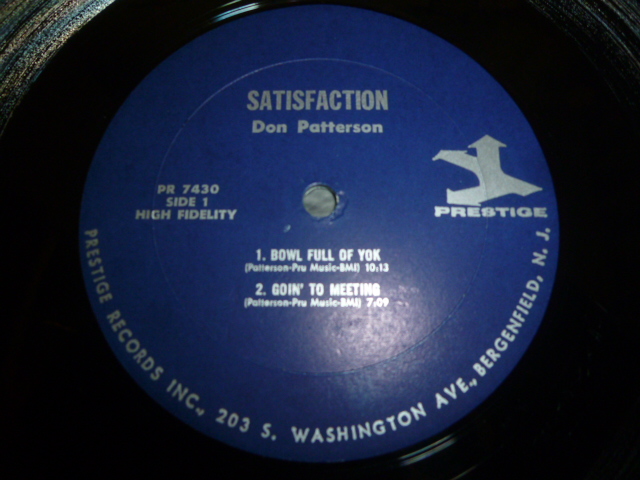 SATISFACTION
Don Patterson
PR 7430
SIDE 1
HIGH FIDELITY
PRESTIGE
1. BOWL FULL OF YOK
(Patterson-Pru Music-BMI) 10:13
2. GOIN' TO MEETING
(Patterson-Pru Music-BMI) 7:09
PRESTIGE RECORDS INC., 203 S. WASHINGTON AVE., BERGENFIELD, N. J.